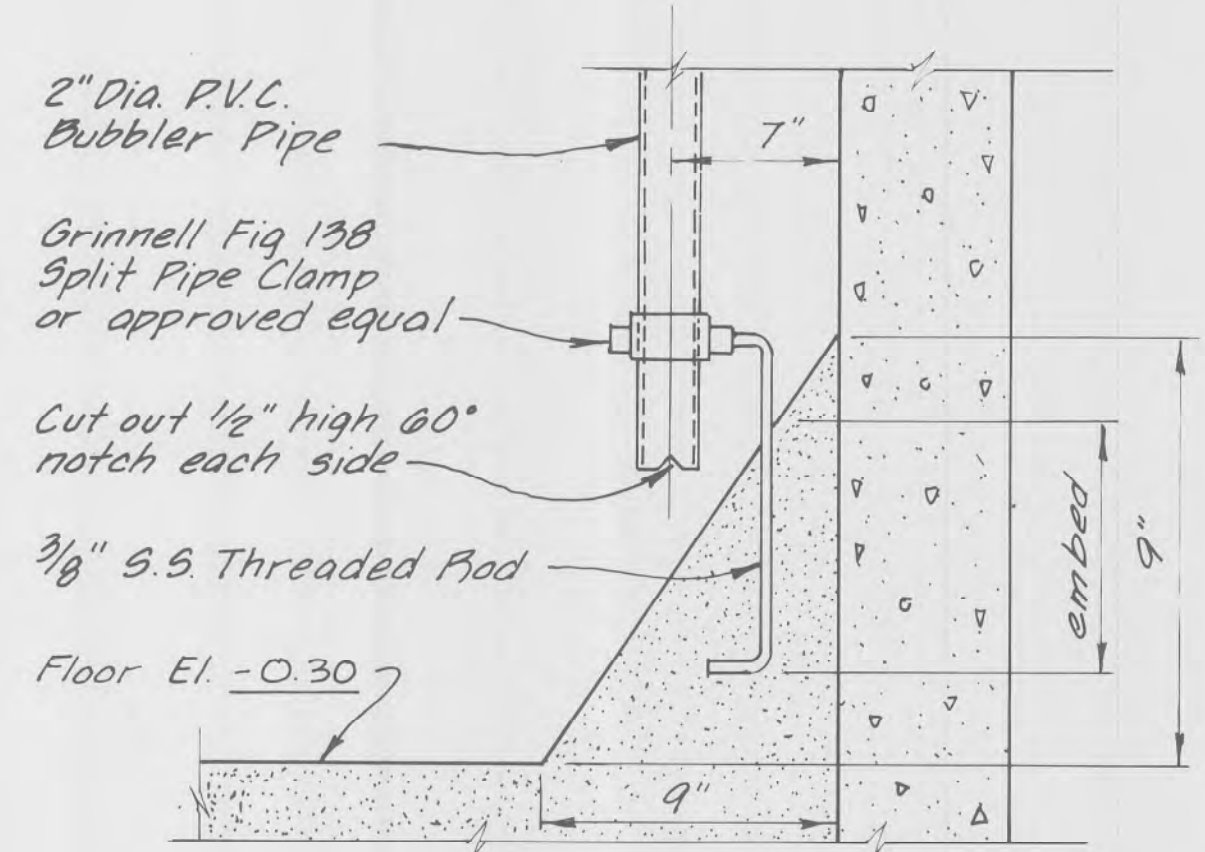 2" Dia. P.V.C.
Bubbler Pipe
7"
Grinnell Fig 138
Split Pipe Clamp
or approved equal
Cut out 1/2" high 60°
notch each side
3/8" S.S. Threaded Rod
embed
9"
Floor El. -0.30
9"